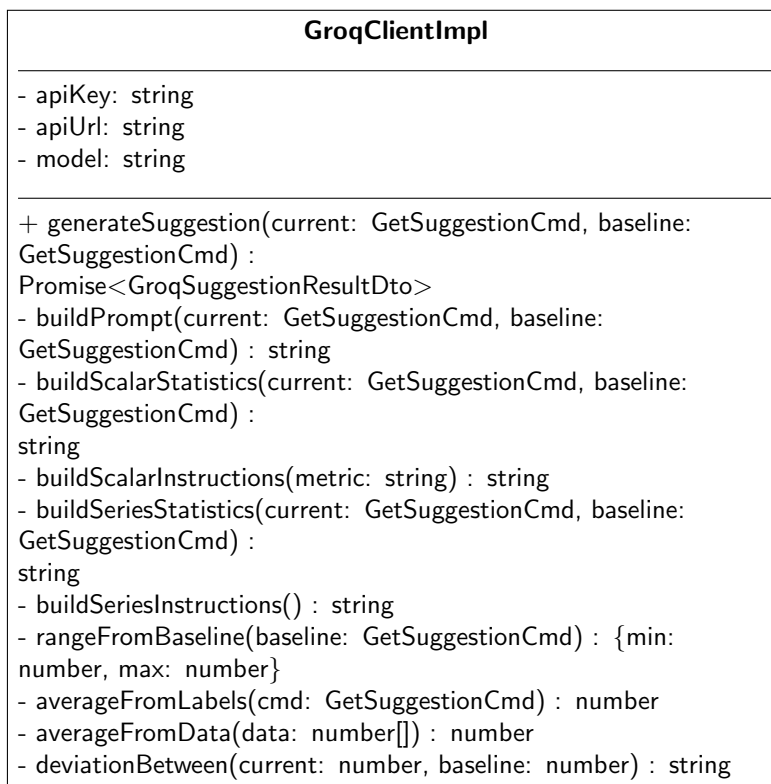 GroqClientImpl
- apiKey: string
- apiUrl: string
- model: string
+ generateSuggestion(current: GetSuggestionCmd, baseline:
GetSuggestionCmd) :
Promise<GroqSuggestionResultDto>
- buildPrompt(current: GetSuggestionCmd, baseline:
GetSuggestionCmd) : string
- buildScalarStatistics(current: GetSuggestionCmd, baseline:
GetSuggestionCmd) :
string
- buildScalarInstructions(metric: string) : string
- buildSeriesStatistics(current: GetSuggestionCmd, baseline:
GetSuggestionCmd) :
string
- buildSeriesInstructions() : string
- rangeFromBaseline(baseline: GetSuggestionCmd) : {min:
number, max: number}
- averageFromLabels(cmd: GetSuggestionCmd) : number
- averageFromData(data: number[]) : number
- deviationBetween(current: number, baseline: number) : string